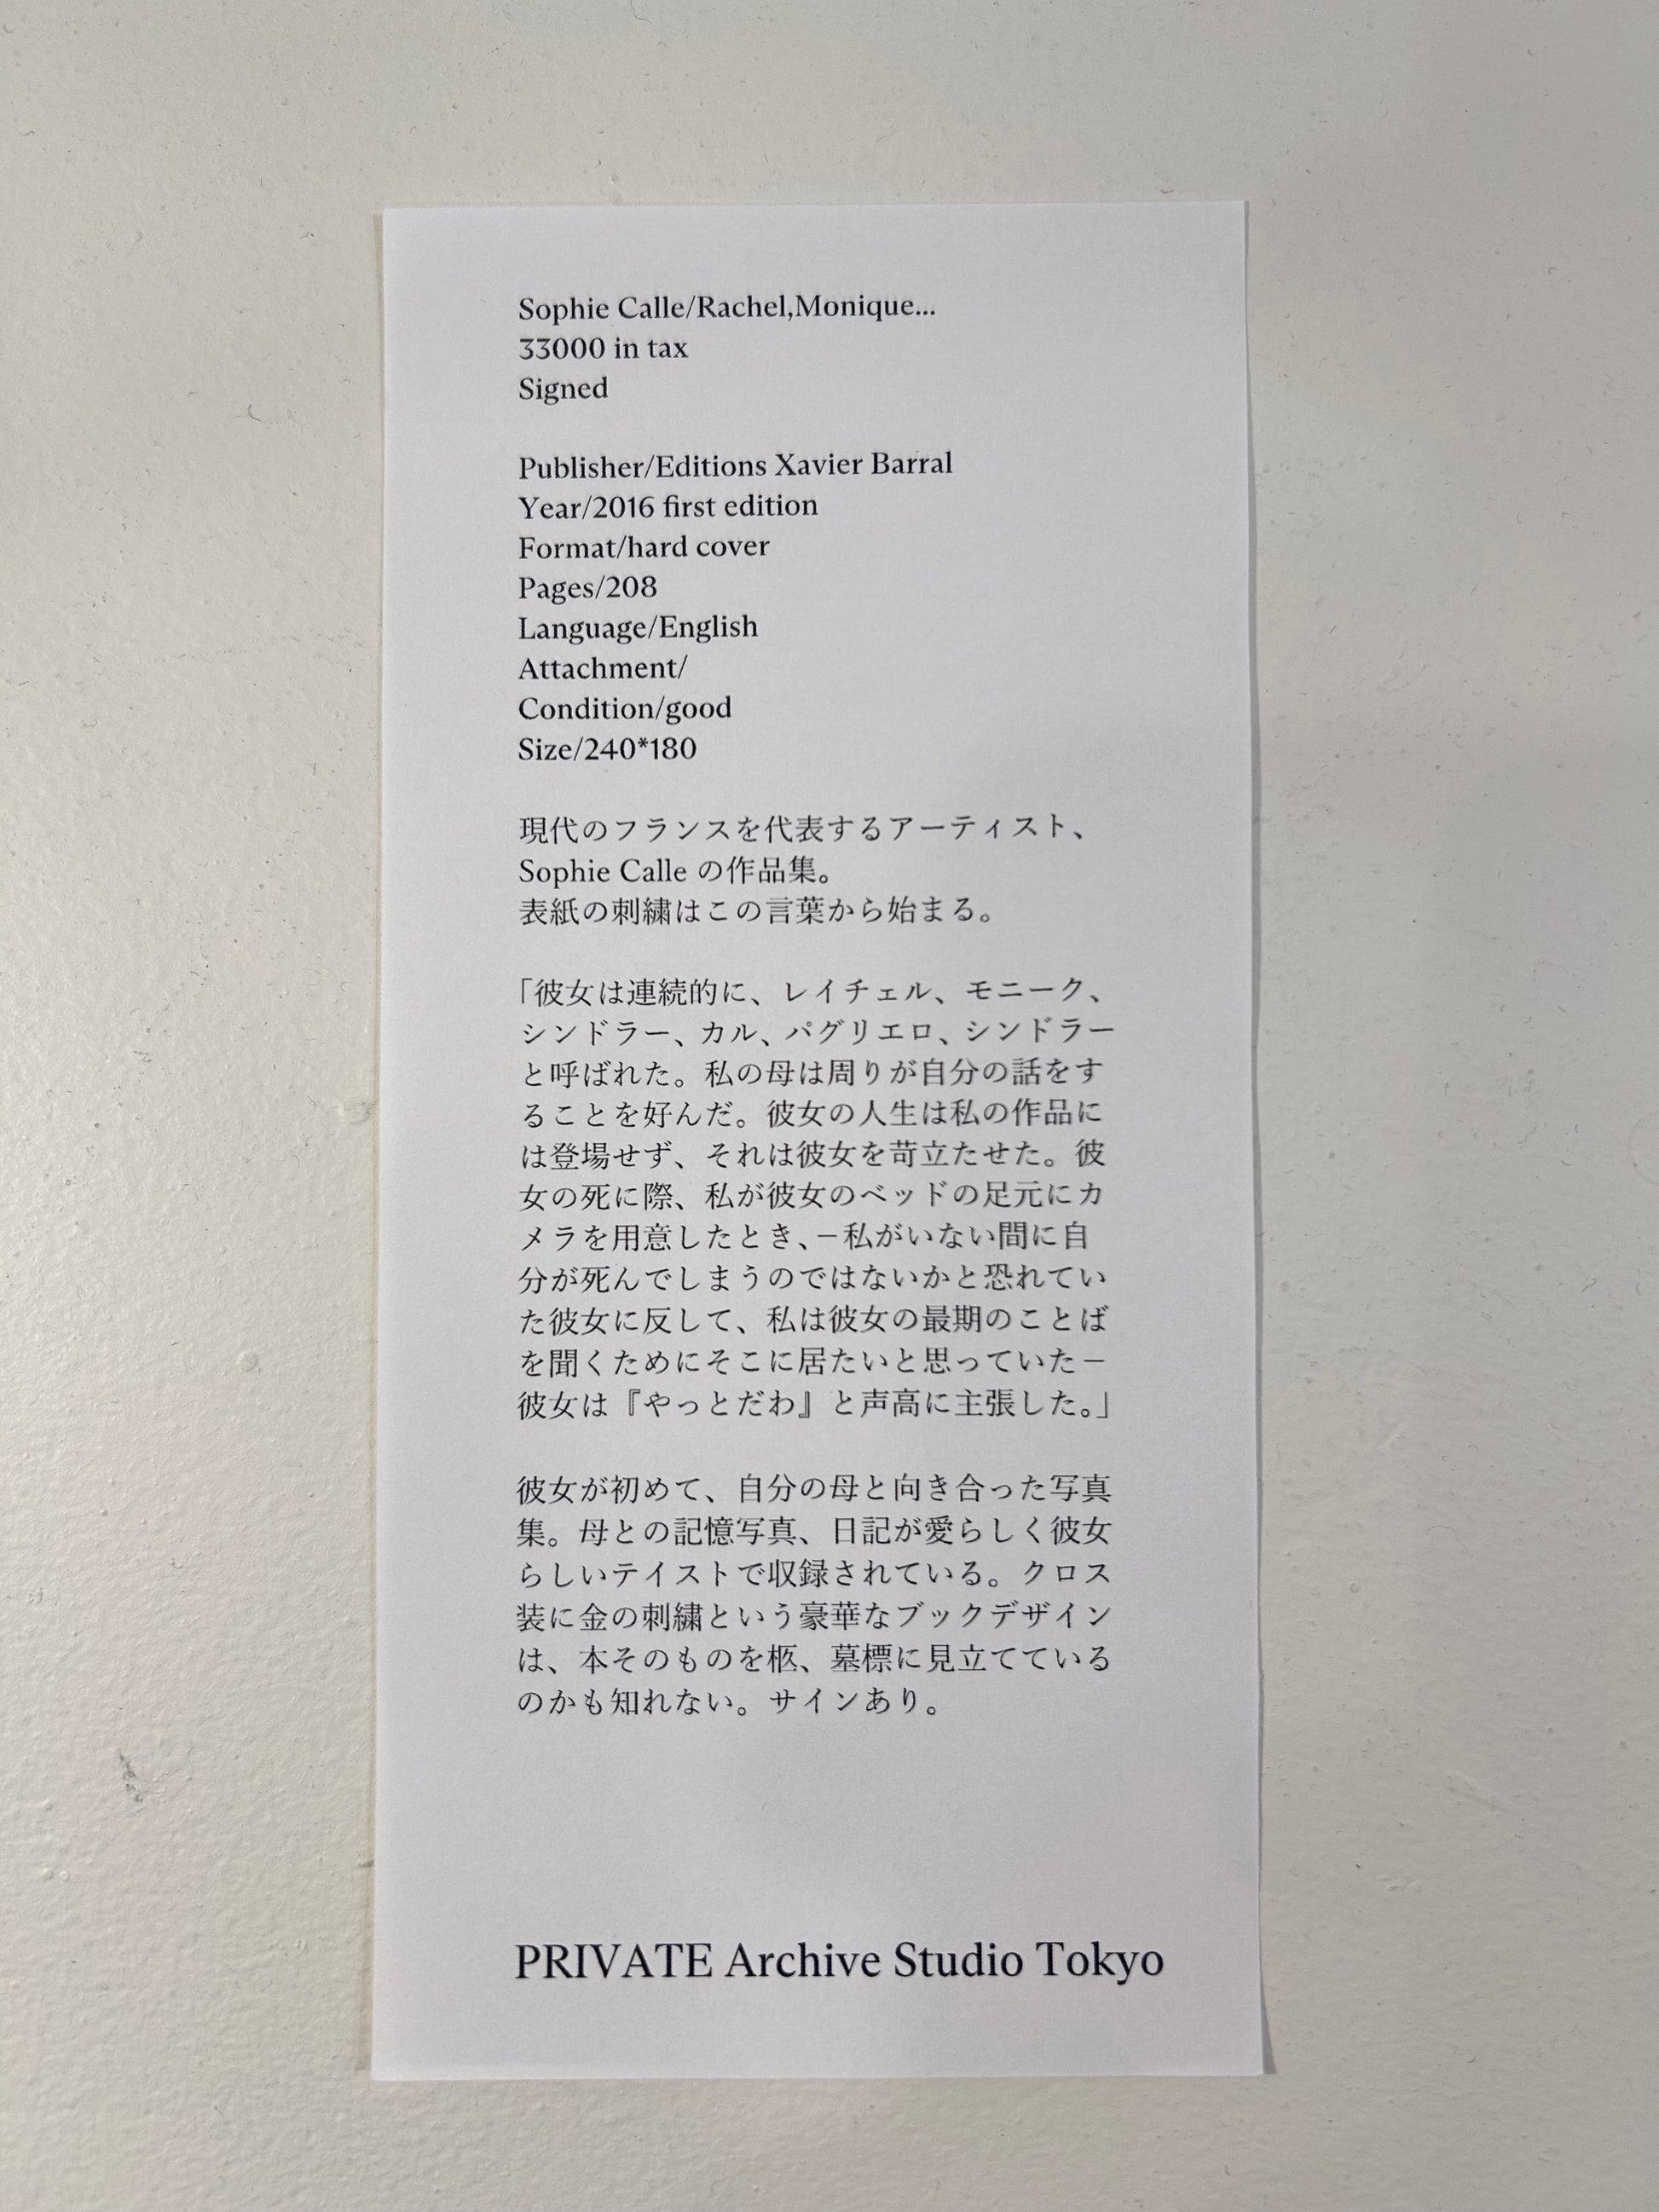 Sophie Calle/Rachel,Monique...
33000 in tax
Signed
Publisher/Editions Xavier Barral
Year/2016 first edition
Format/hard cover
Pages/208
Language/English
Attachment/
Condition/good
Size/240*180
現代のフランスを代表するアーティスト、
Sophie Calle の作品集。
表紙の刺繍はこの言葉から始まる。
「彼女は連続的に、レイチェル、モニーク、
シンドラー、カル、パグリエロ、シンドラー
と呼ばれた。私の母は周りが自分の話をす
ることを好んだ。彼女の人生は私の作品に
は登場せず、それは彼女を苛立たせた。彼
女の死に際、私が彼女のベッドの足元にカ
メラを用意したとき、－私がいない間に自
分が死んでしまうのではないかと恐れてい
た彼女に反して、私は彼女の最期のことば
を聞くためにそこに居たいと思っていた－
彼女は『やっとだわ』と声高に主張した。」
彼女が初めて、自分の母と向き合った写真
集。母との記憶写真、日記が愛らしく彼女
らしいテイストで収録されている。クロス
装に金の刺繍という豪華なブックデザイン
は、本そのものを柩、墓標に見立てている
のかも知れない。サインあり。
PRIVATE Archive Studio Tokyo